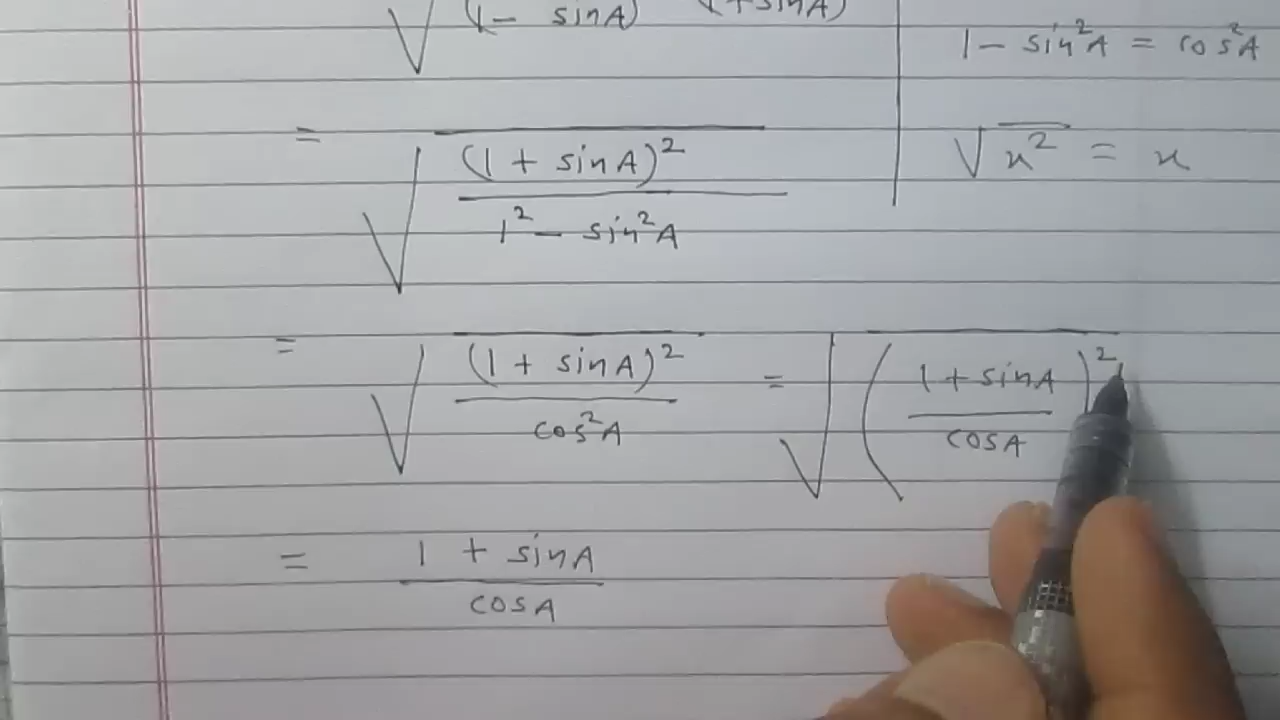 √ (1 - sinA) (1+sinA)
1 - sin²A = cos²A
= √ (1 + sinA)² / 1² - sin²A
√x² = x
= √ (1 + sinA)² / cos²A = √ ( 1 + sinA / cosA )²
= 1 + sinA / cosA